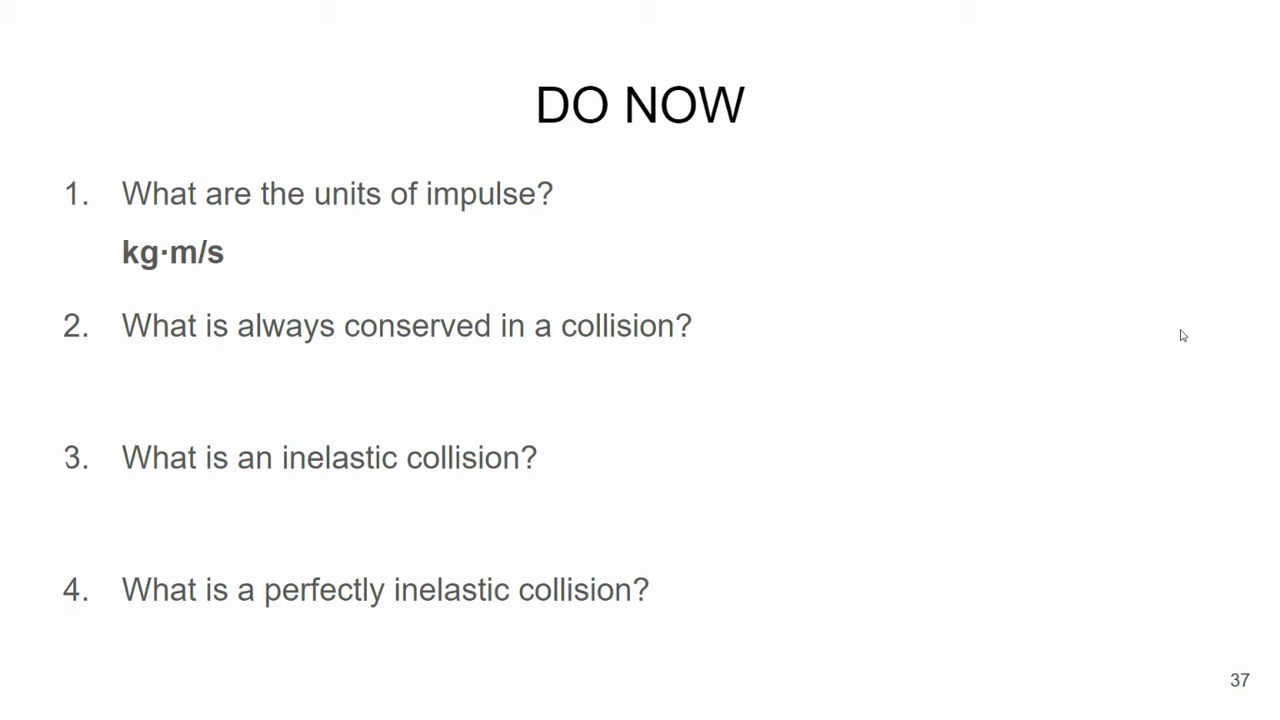 DO NOW
1. What are the units of impulse?
kg·m/s
2. What is always conserved in a collision?
3. What is an inelastic collision?
4. What is a perfectly inelastic collision?
37